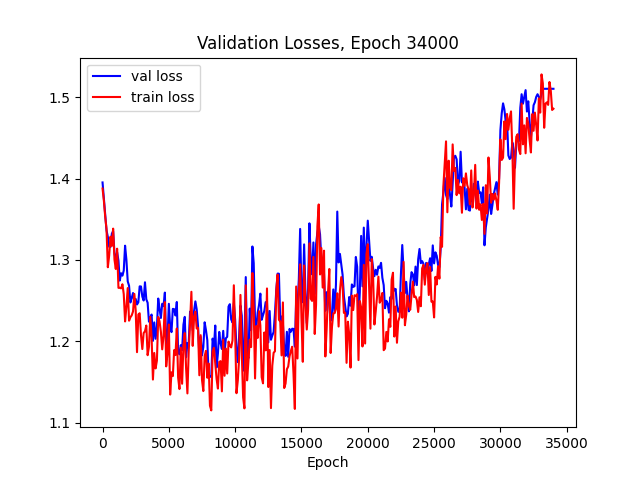 Validation Losses, Epoch 34000
val loss
train loss
1.5
1.4
1.3
1.2
1.1
0 5000 10000 15000 20000 25000 30000 35000
Epoch